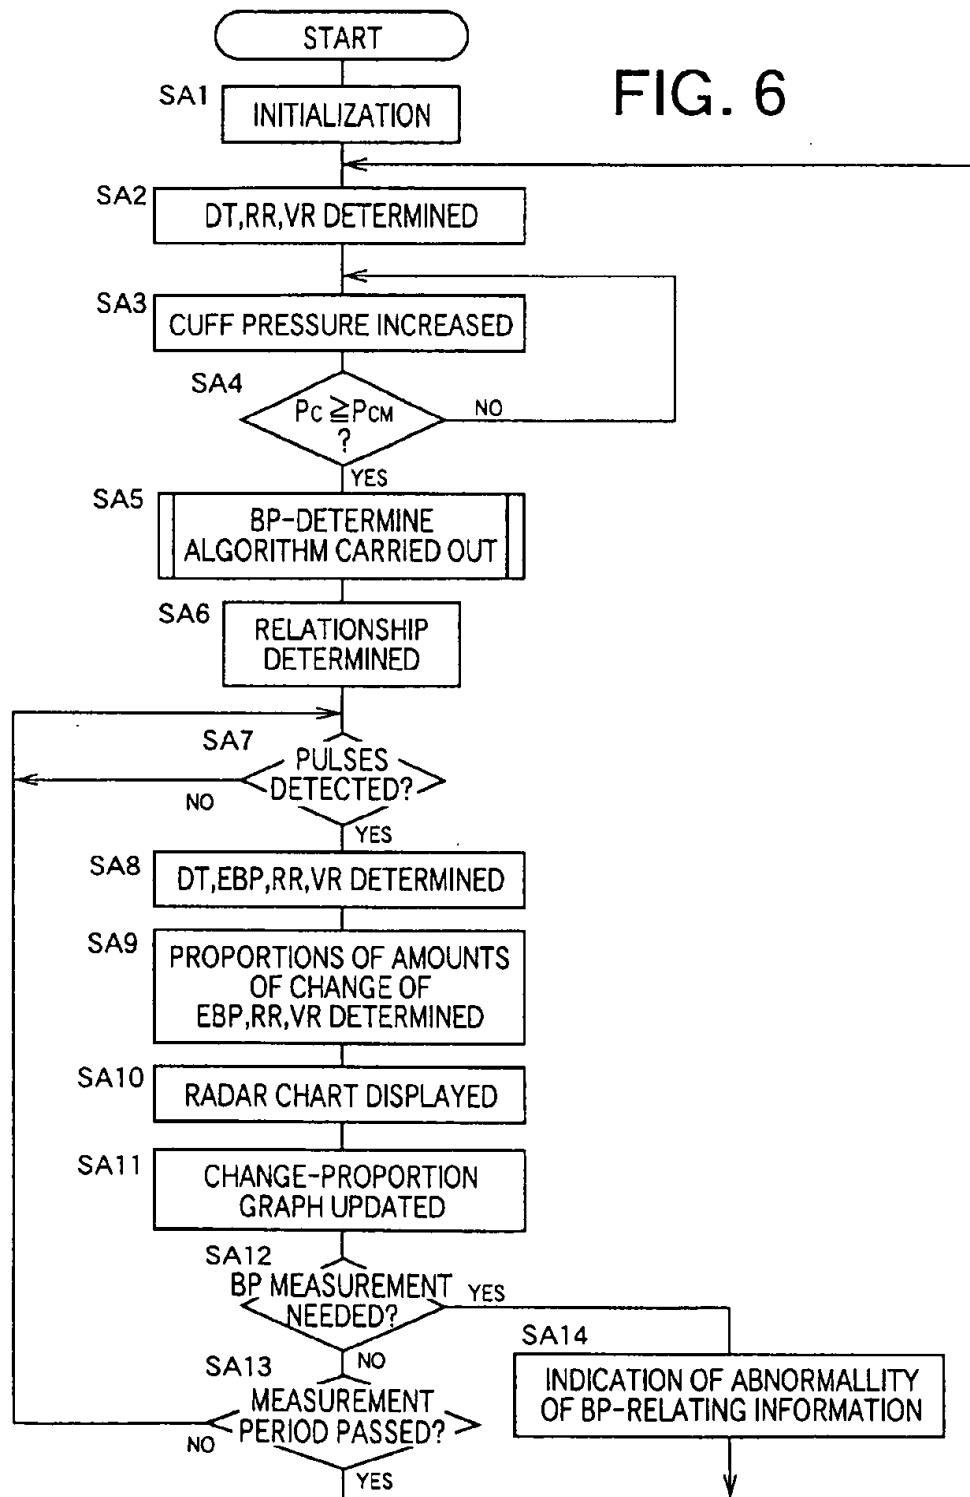 START
FIG. 6
SA1
INITIALIZATION
SA2
DT,RR,VR DETERMINED
SA3
CUFF PRESSURE INCREASED
SA4
PC ≧ PCM
?
NO
YES
SA5
BP-DETERMINE
ALGORITHM CARRIED OUT
SA6
RELATIONSHIP
DETERMINED
SA7
PULSES
DETECTED?
NO
YES
SA8
DT,EBP,RR,VR DETERMINED
SA9
PROPORTIONS OF AMOUNTS
OF CHANGE OF
EBP,RR,VR DETERMINED
SA10
RADAR CHART DISPLAYED
SA11
CHANGE-PROPORTION
GRAPH UPDATED
SA12
BP MEASUREMENT
NEEDED?
YES
NO
SA14
INDICATION OF ABNORMALLITY
OF BP-RELATING INFORMATION
SA13
MEASUREMENT
PERIOD PASSED?
NO
YES